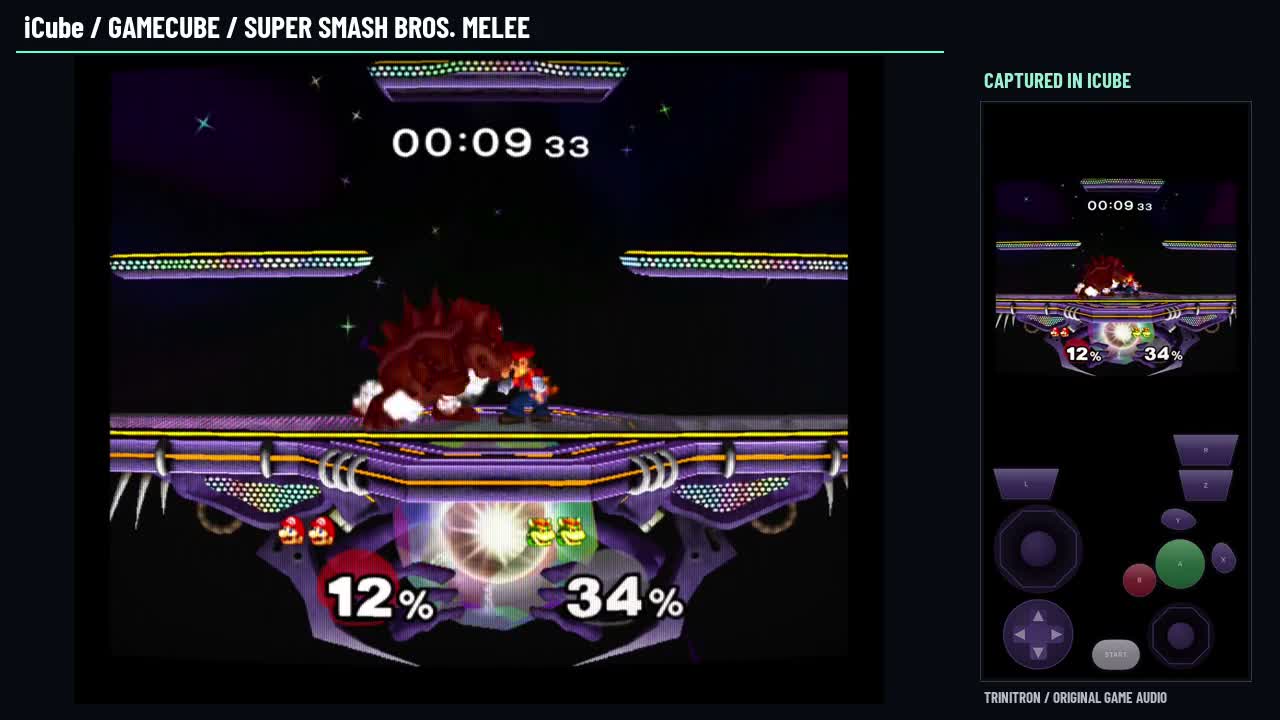 iCube / GAMECUBE / SUPER SMASH BROS. MELEE
CAPTURED IN ICUBE
00:09 33
12%
34%
00:09 33
12%
34%
R
L
Z
Y
X
A
B
START
TRINITRON / ORIGINAL GAME AUDIO